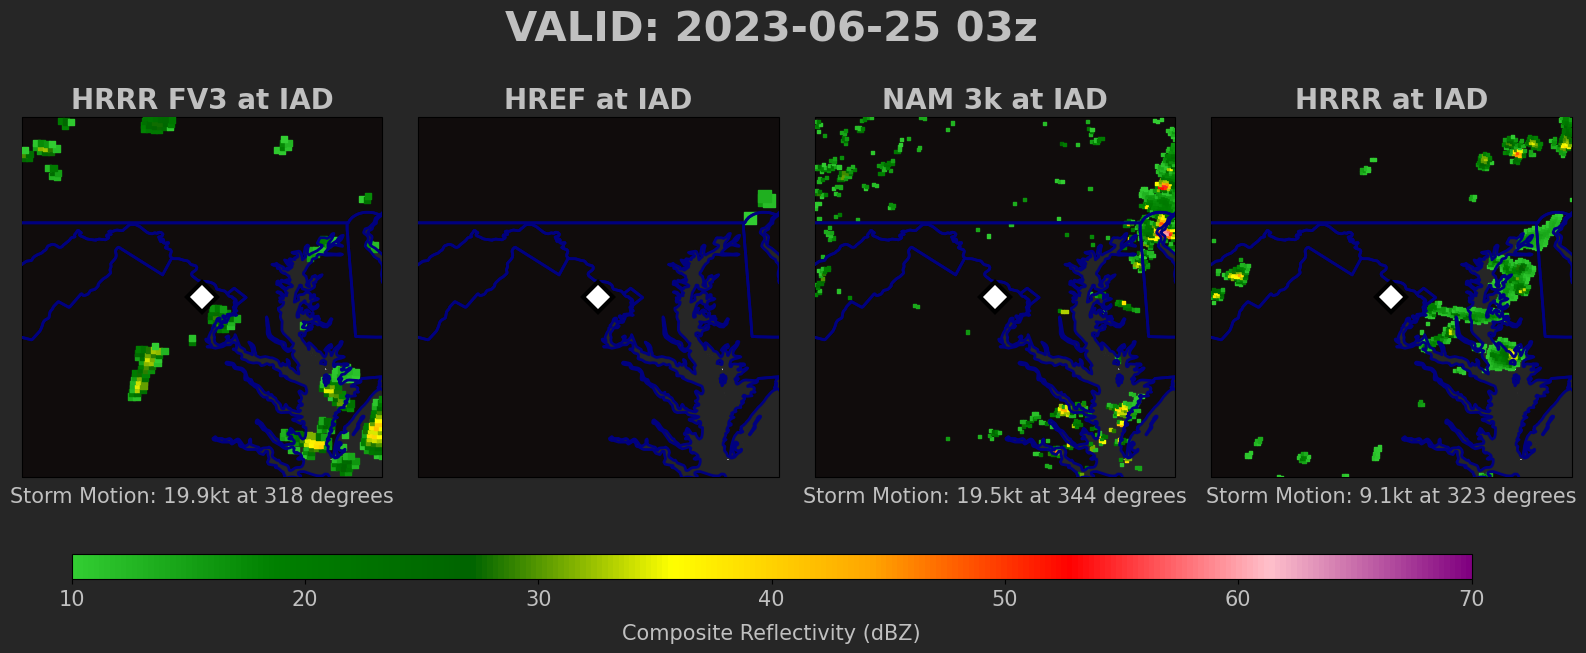 VALID: 2023-06-25 03z
HRRR FV3 at IAD
HREF at IAD
NAM 3k at IAD
HRRR at IAD
Storm Motion: 19.9kt at 318 degrees
Storm Motion: 19.5kt at 344 degrees
Storm Motion: 9.1kt at 323 degrees
10 20 30 40 50 60 70
Composite Reflectivity (dBZ)